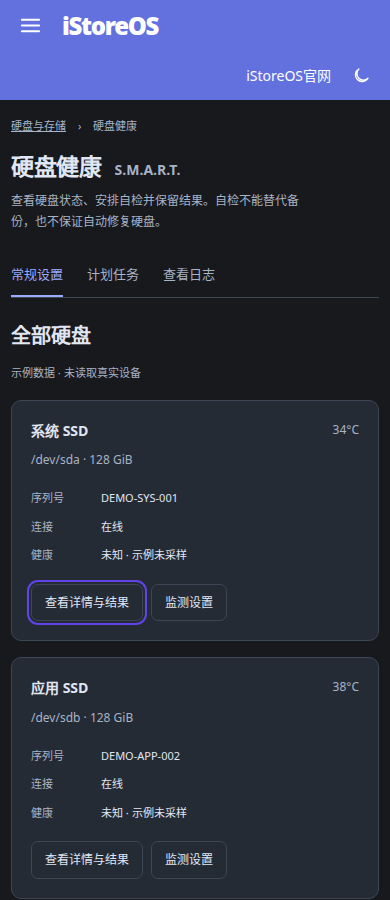 iStoreOS
iStoreOS官网
硬盘与存储 › 硬盘健康
硬盘健康 S.M.A.R.T.
查看硬盘状态、安排自检并保留结果。自检不能替代备
份，也不保证自动修复硬盘。
常规设置 计划任务 查看日志
全部硬盘
示例数据 · 未读取真实设备
系统 SSD 34°C
/dev/sda · 128 GiB
序列号 DEMO-SYS-001
连接 在线
健康 未知 · 示例未采样
查看详情与结果 监测设置
应用 SSD 38°C
/dev/sdb · 128 GiB
序列号 DEMO-APP-002
连接 在线
健康 未知 · 示例未采样
查看详情与结果 监测设置